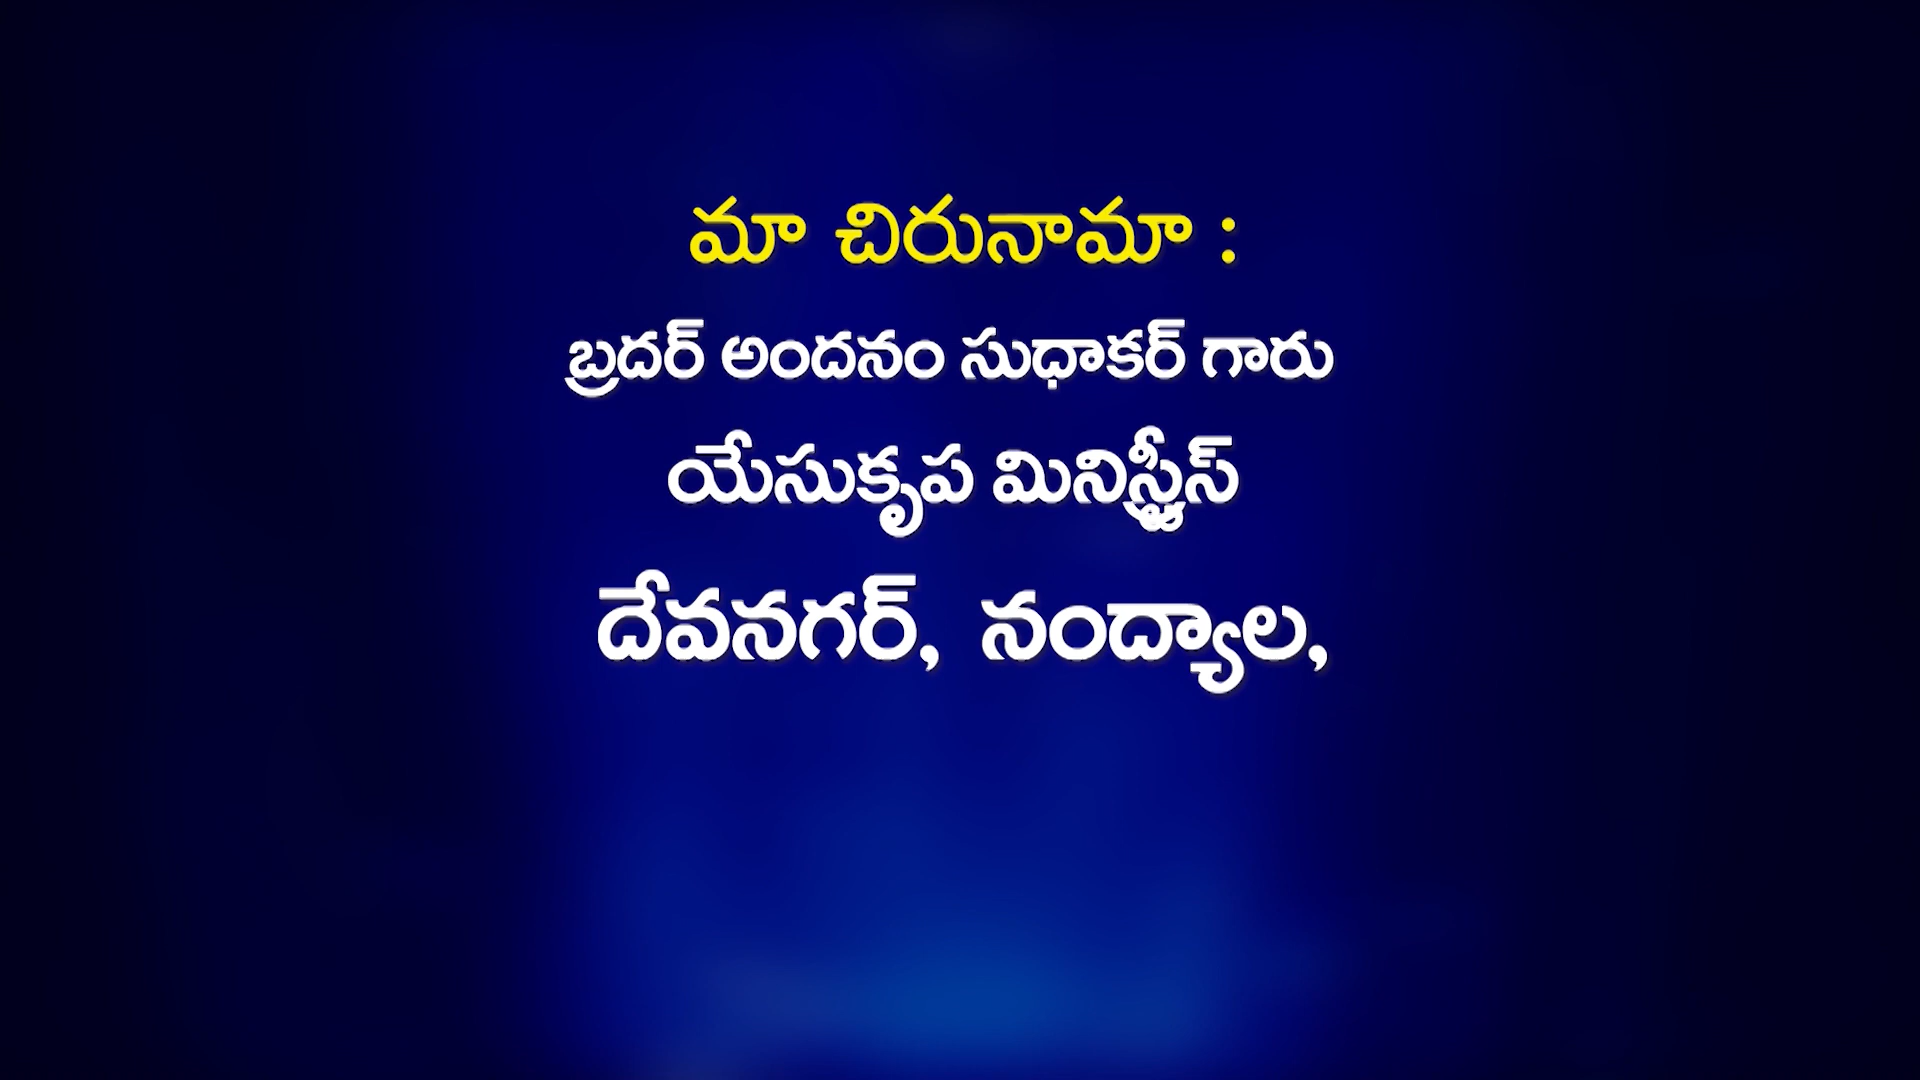 మా చిరునామా :
బ్రదర్ అందనం సుధాకర్ గారు
యేసుకృప మినిస్ట్రీస్
దేవనగర్, నంద్యాల,